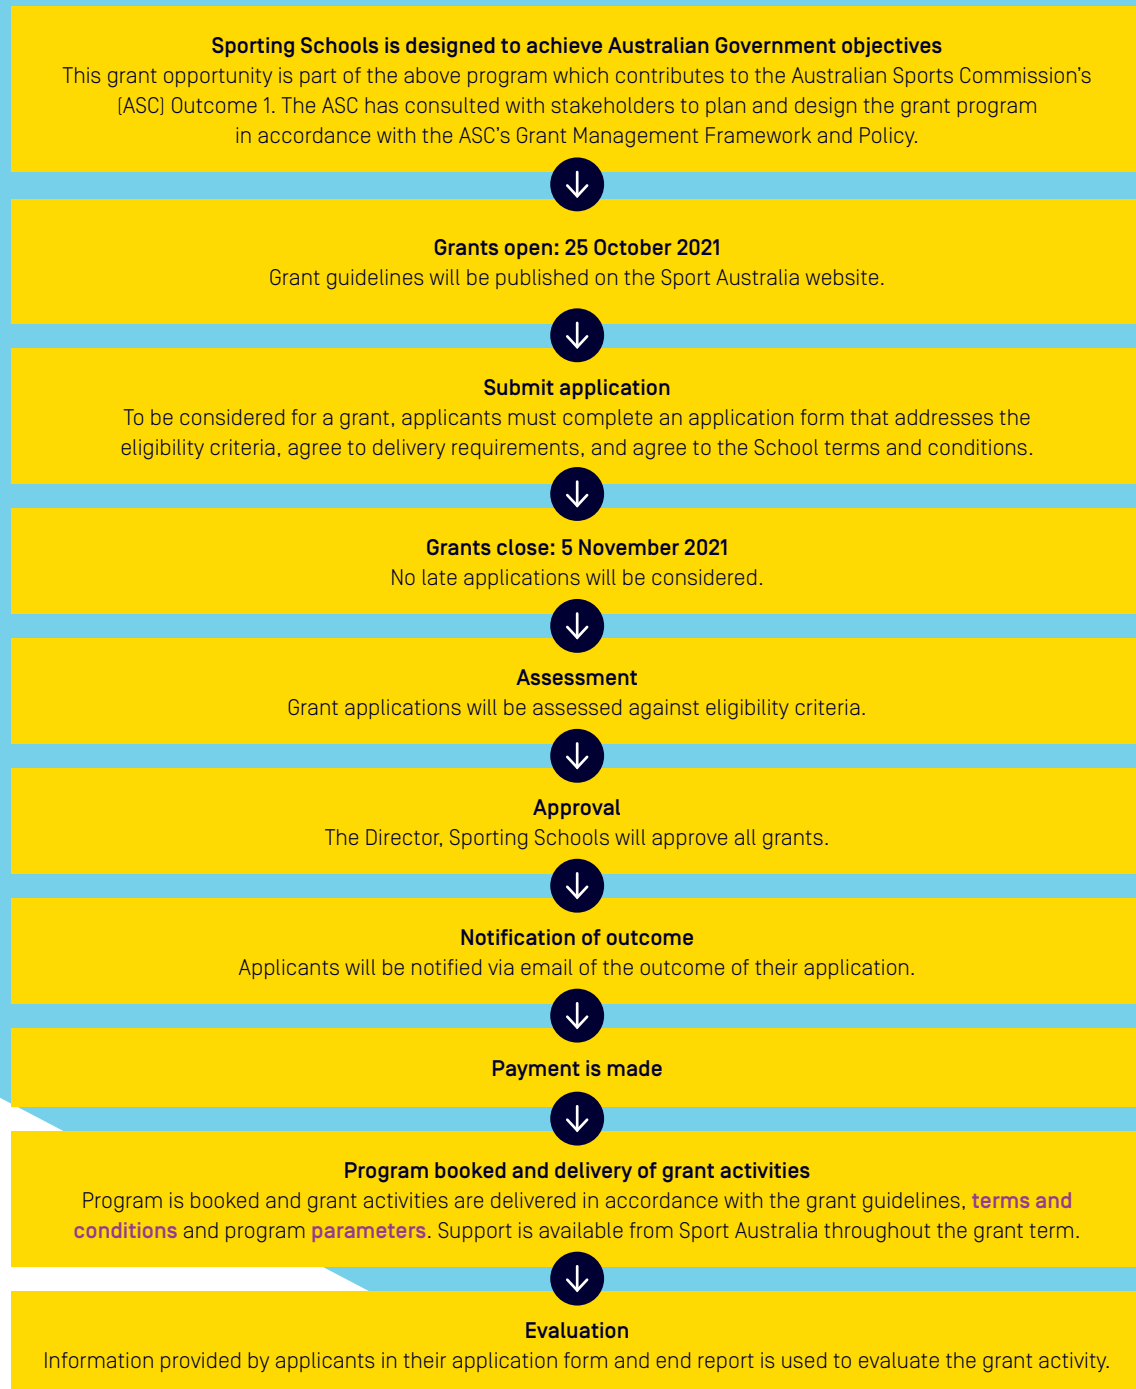 Sporting Schools is designed to achieve Australian Government objectives
This grant opportunity is part of the above program which contributes to the Australian Sports Commission's
(ASC) Outcome 1. The ASC has consulted with stakeholders to plan and design the grant program
in accordance with the ASC's Grant Management Framework and Policy.
Grants open: 25 October 2021
Grant guidelines will be published on the Sport Australia website.
Submit application
To be considered for a grant, applicants must complete an application form that addresses the
eligibility criteria, agree to delivery requirements, and agree to the School terms and conditions.
Grants close: 5 November 2021
No late applications will be considered.
Assessment
Grant applications will be assessed against eligibility criteria.
Approval
The Director, Sporting Schools will approve all grants.
Notification of outcome
Applicants will be notified via email of the outcome of their application.
Payment is made
Program booked and delivery of grant activities
Program is booked and grant activities are delivered in accordance with the grant guidelines, terms and
conditions and program parameters. Support is available from Sport Australia throughout the grant term.
Evaluation
Information provided by applicants in their application form and end report is used to evaluate the grant activity.